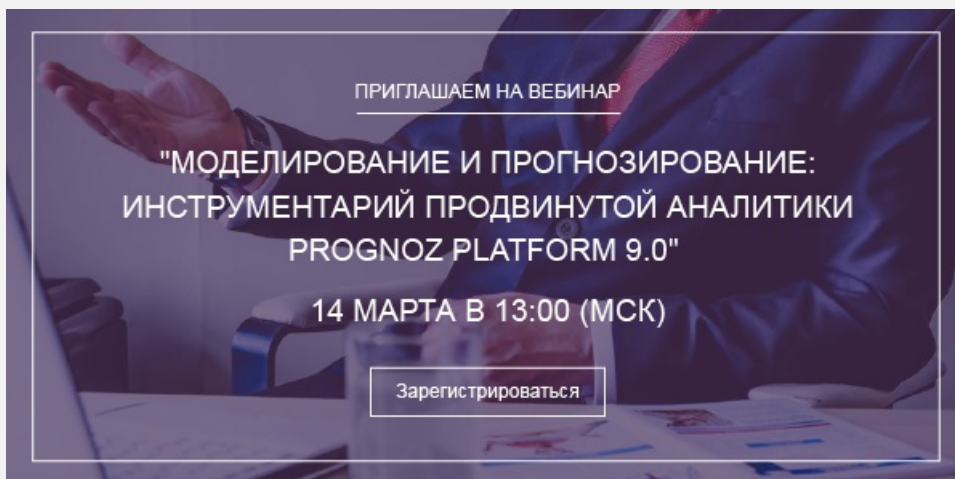 ПРИГЛАШАЕМ НА ВЕБИНАР
"МОДЕЛИРОВАНИЕ И ПРОГНОЗИРОВАНИЕ:
ИНСТРУМЕНТАРИЙ ПРОДВИНУТОЙ АНАЛИТИКИ
PROGNOZ PLATFORM 9.0"
14 МАРТА В 13:00 (МСК)
Зарегистрироваться